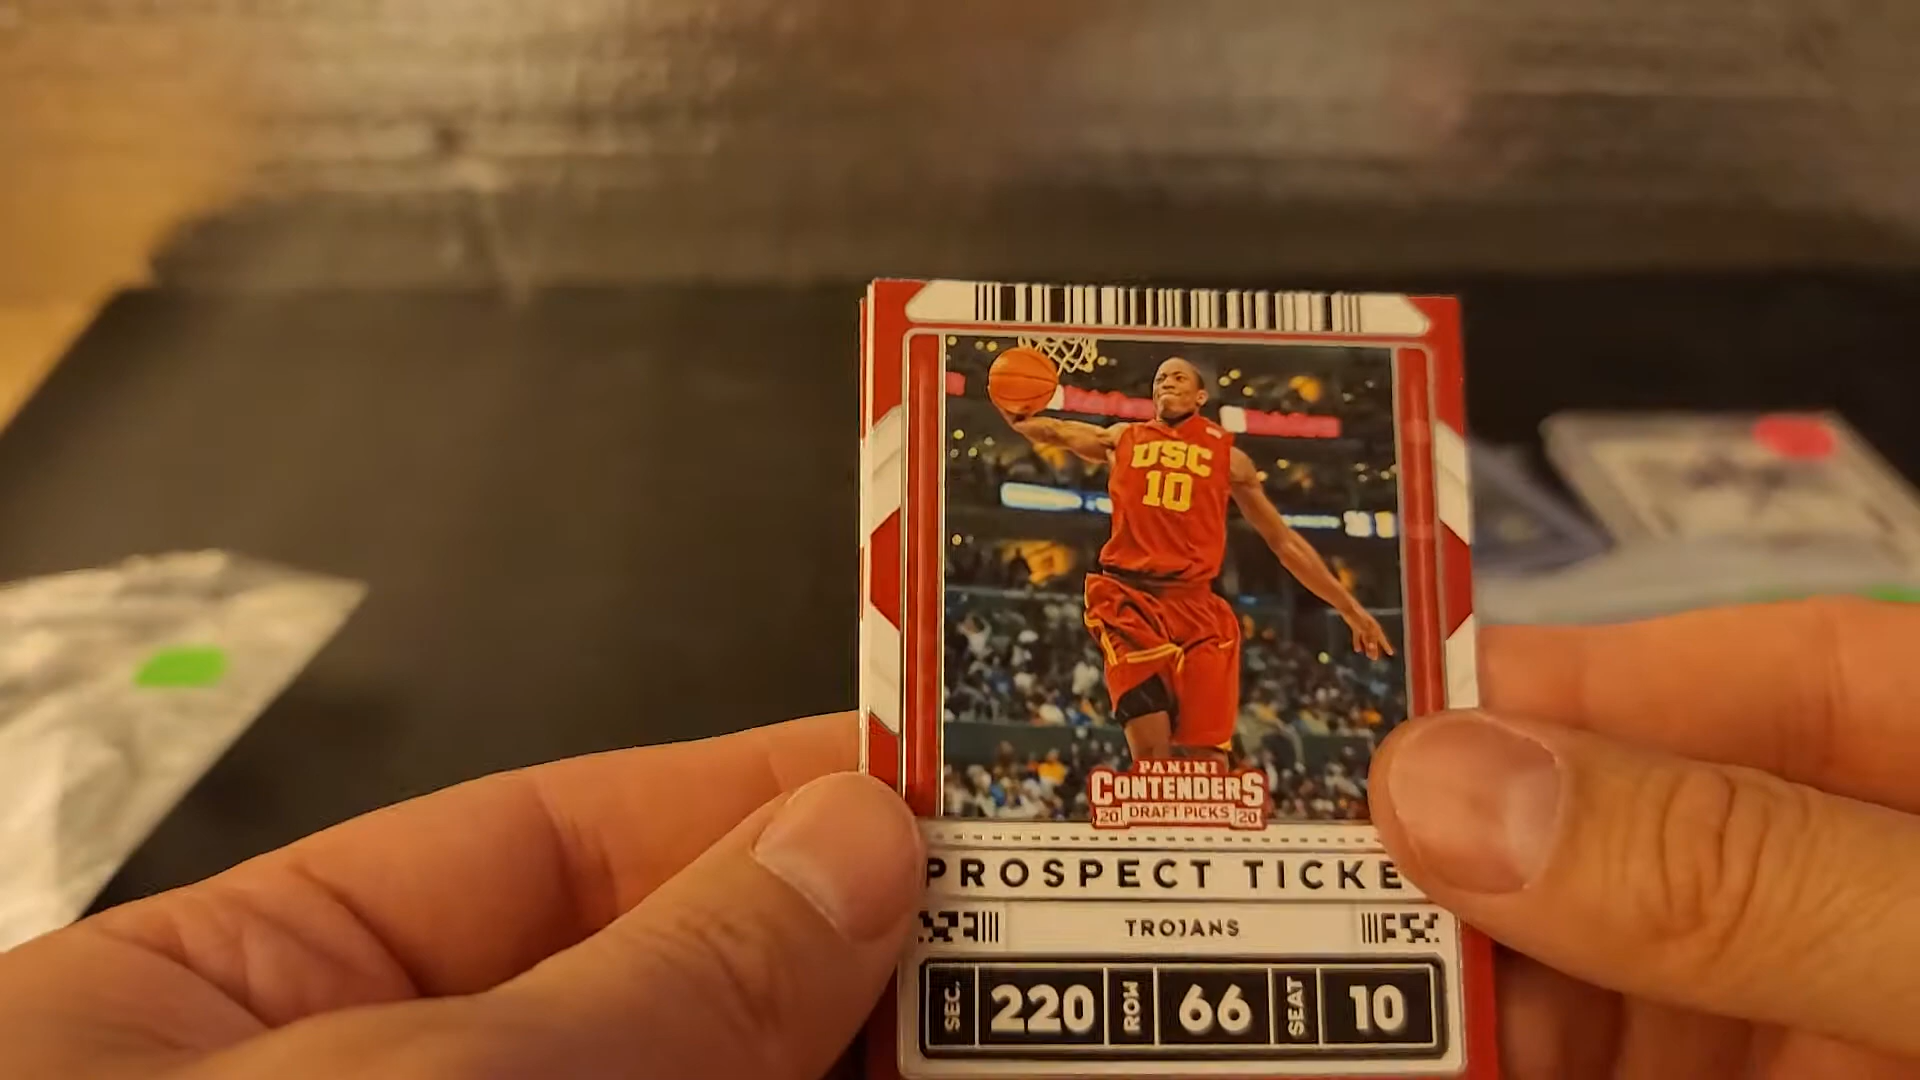 USC
10
PANINI
CONTENDERS
20 DRAFT PICKS 20
PROSPECT TICKE
TROJANS
SEC. 220 ROW 66 SEAT 10